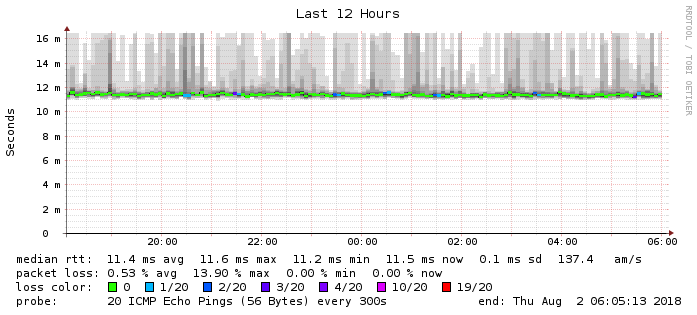 Last 12 Hours
RRDTOOL / TOBI OETIKER
Seconds
16 m
14 m
12 m
10 m
8 m
6 m
4 m
2 m
0
20:00 22:00 00:00 02:00 04:00 06:00
median rtt: 11.4 ms avg 11.6 ms max 11.2 ms min 11.5 ms now 0.1 ms sd 137.4 am/s
packet loss: 0.53 % avg 13.90 % max 0.00 % min 0.00 % now
loss color: 0 1/20 2/20 3/20 4/20 10/20 19/20
probe: 20 ICMP Echo Pings (56 Bytes) every 300s end: Thu Aug 2 06:05:13 2018